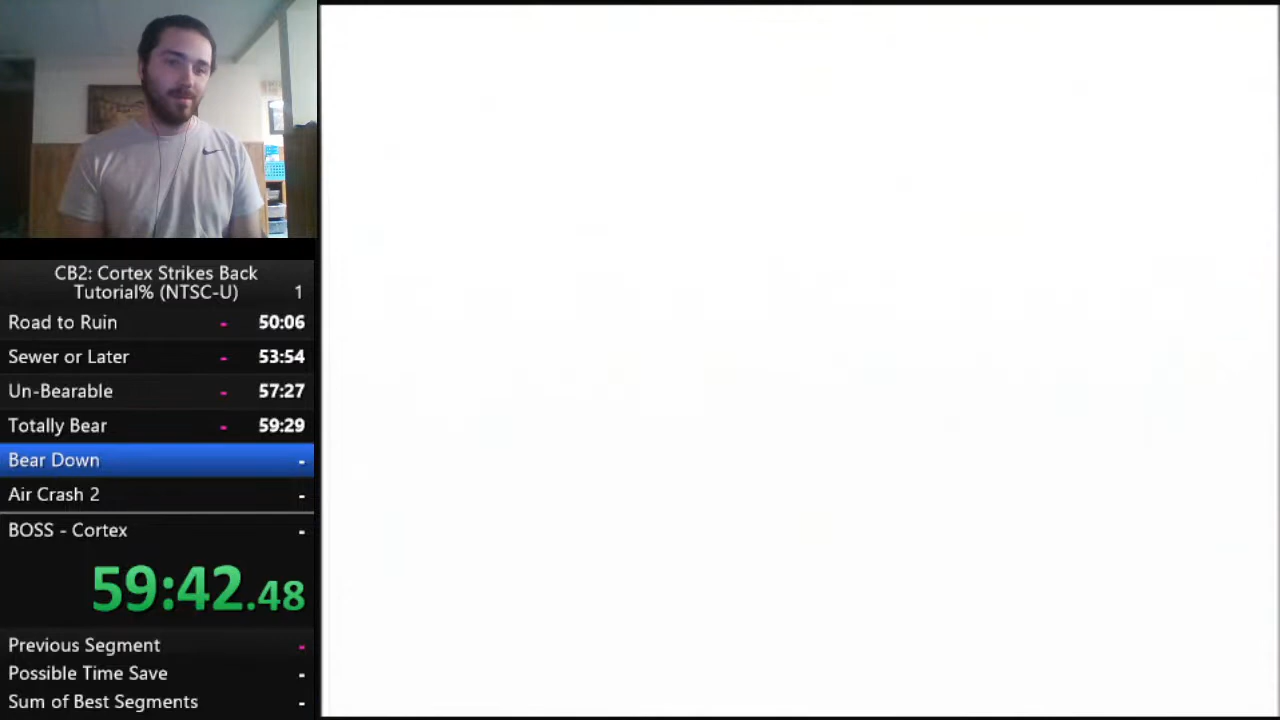 CB2: Cortex Strikes Back
Tutorial% (NTSC-U) 1
Road to Ruin - 50:06
Sewer or Later - 53:54
Un-Bearable - 57:27
Totally Bear - 59:29
Bear Down -
Air Crash 2 -
BOSS - Cortex -
59:42.48
Previous Segment -
Possible Time Save -
Sum of Best Segments -